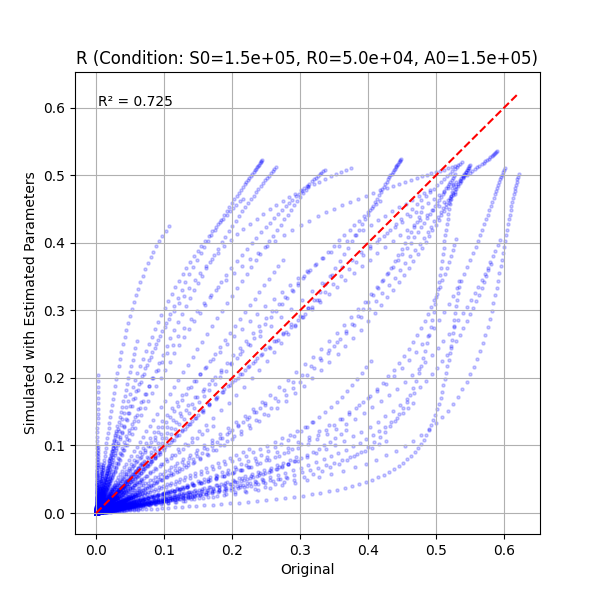 R (Condition: S0=1.5e+05, R0=5.0e+04, A0=1.5e+05)
R² = 0.725
0.6
0.5
0.4
0.3
0.2
0.1
0.0
Simulated with Estimated Parameters
0.0 0.1 0.2 0.3 0.4 0.5 0.6
Original